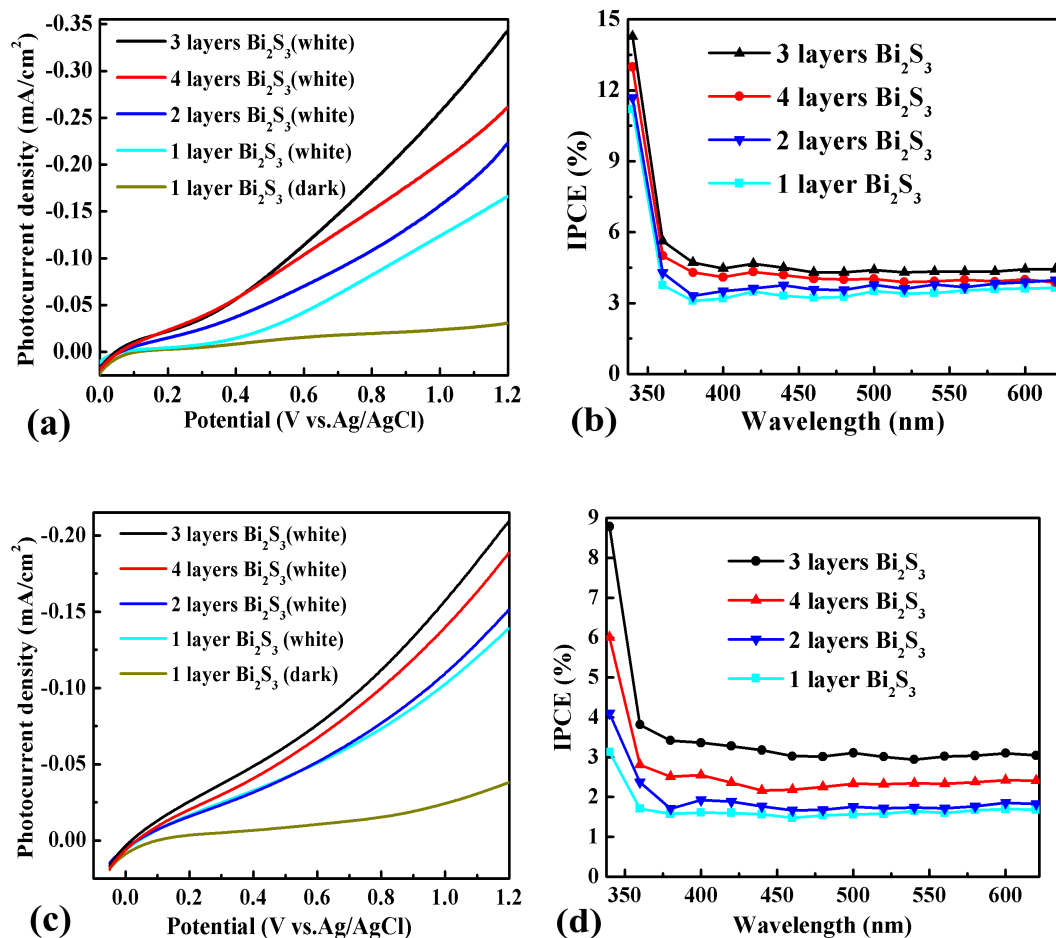 Photocurrent density (mA/cm²)
-0.35
-0.30
-0.25
-0.20
-0.15
-0.10
-0.05
0.00
3 layers Bi₂S₃(white)
4 layers Bi₂S₃(white)
2 layers Bi₂S₃(white)
1 layer Bi₂S₃ (white)
1 layer Bi₂S₃ (dark)
0.0 0.2 0.4 0.6 0.8 1.0 1.2
Potential (V vs.Ag/AgCl)
(a)
IPCE (%)
15
12
9
6
3
0
3 layers Bi₂S₃
4 layers Bi₂S₃
2 layers Bi₂S₃
1 layer Bi₂S₃
350 400 450 500 550 600
Wavelength (nm)
(b)
Photocurrent density (mA/cm²)
-0.20
-0.15
-0.10
-0.05
0.00
3 layers Bi₂S₃(white)
4 layers Bi₂S₃(white)
2 layers Bi₂S₃(white)
1 layer Bi₂S₃ (white)
1 layer Bi₂S₃ (dark)
0.0 0.2 0.4 0.6 0.8 1.0 1.2
Potential (V vs.Ag/AgCl)
(c)
IPCE (%)
9
8
7
6
5
4
3
2
1
0
3 layers Bi₂S₃
4 layers Bi₂S₃
2 layers Bi₂S₃
1 layer Bi₂S₃
350 400 450 500 550 600
Wavelength (nm)
(d)